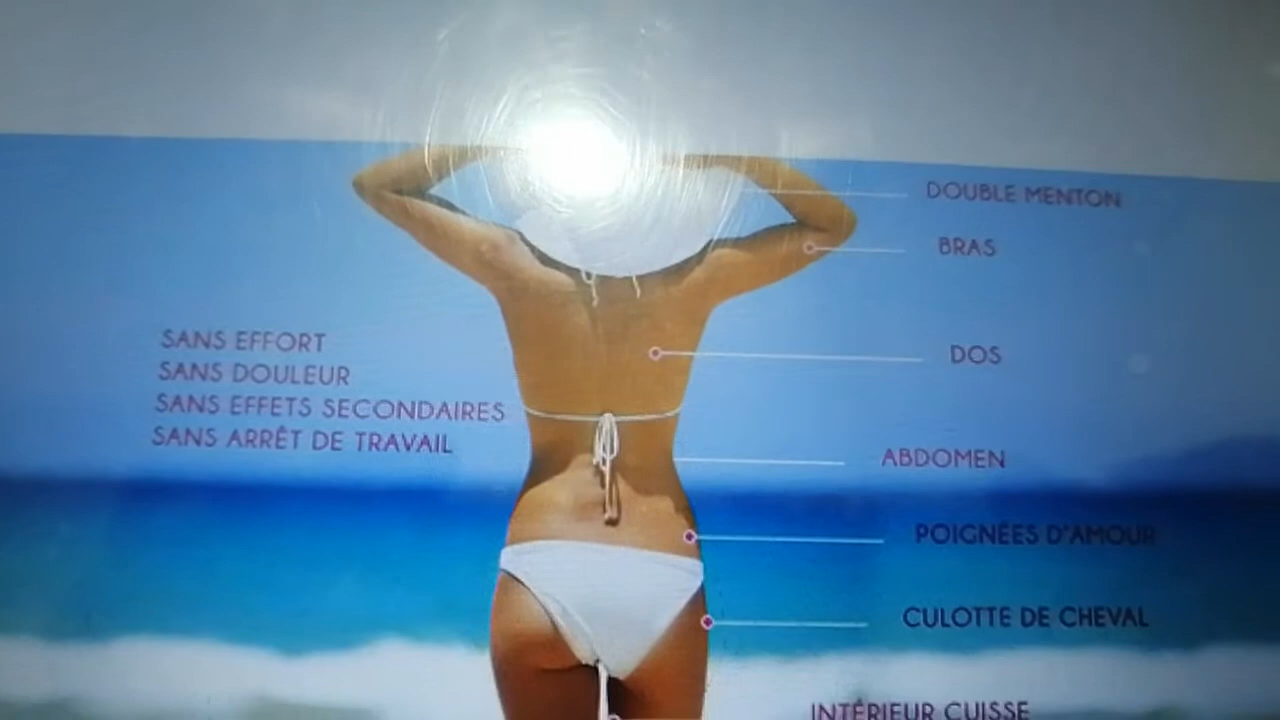 SANS EFFORT
SANS DOULEUR
SANS EFFETS SECONDAIRES
SANS ARRÊT DE TRAVAIL
DOUBLE MENTON
BRAS
DOS
ABDOMEN
POIGNÉES D'AMOUR
CULOTTE DE CHEVAL
INTÉRIEUR CUISSE